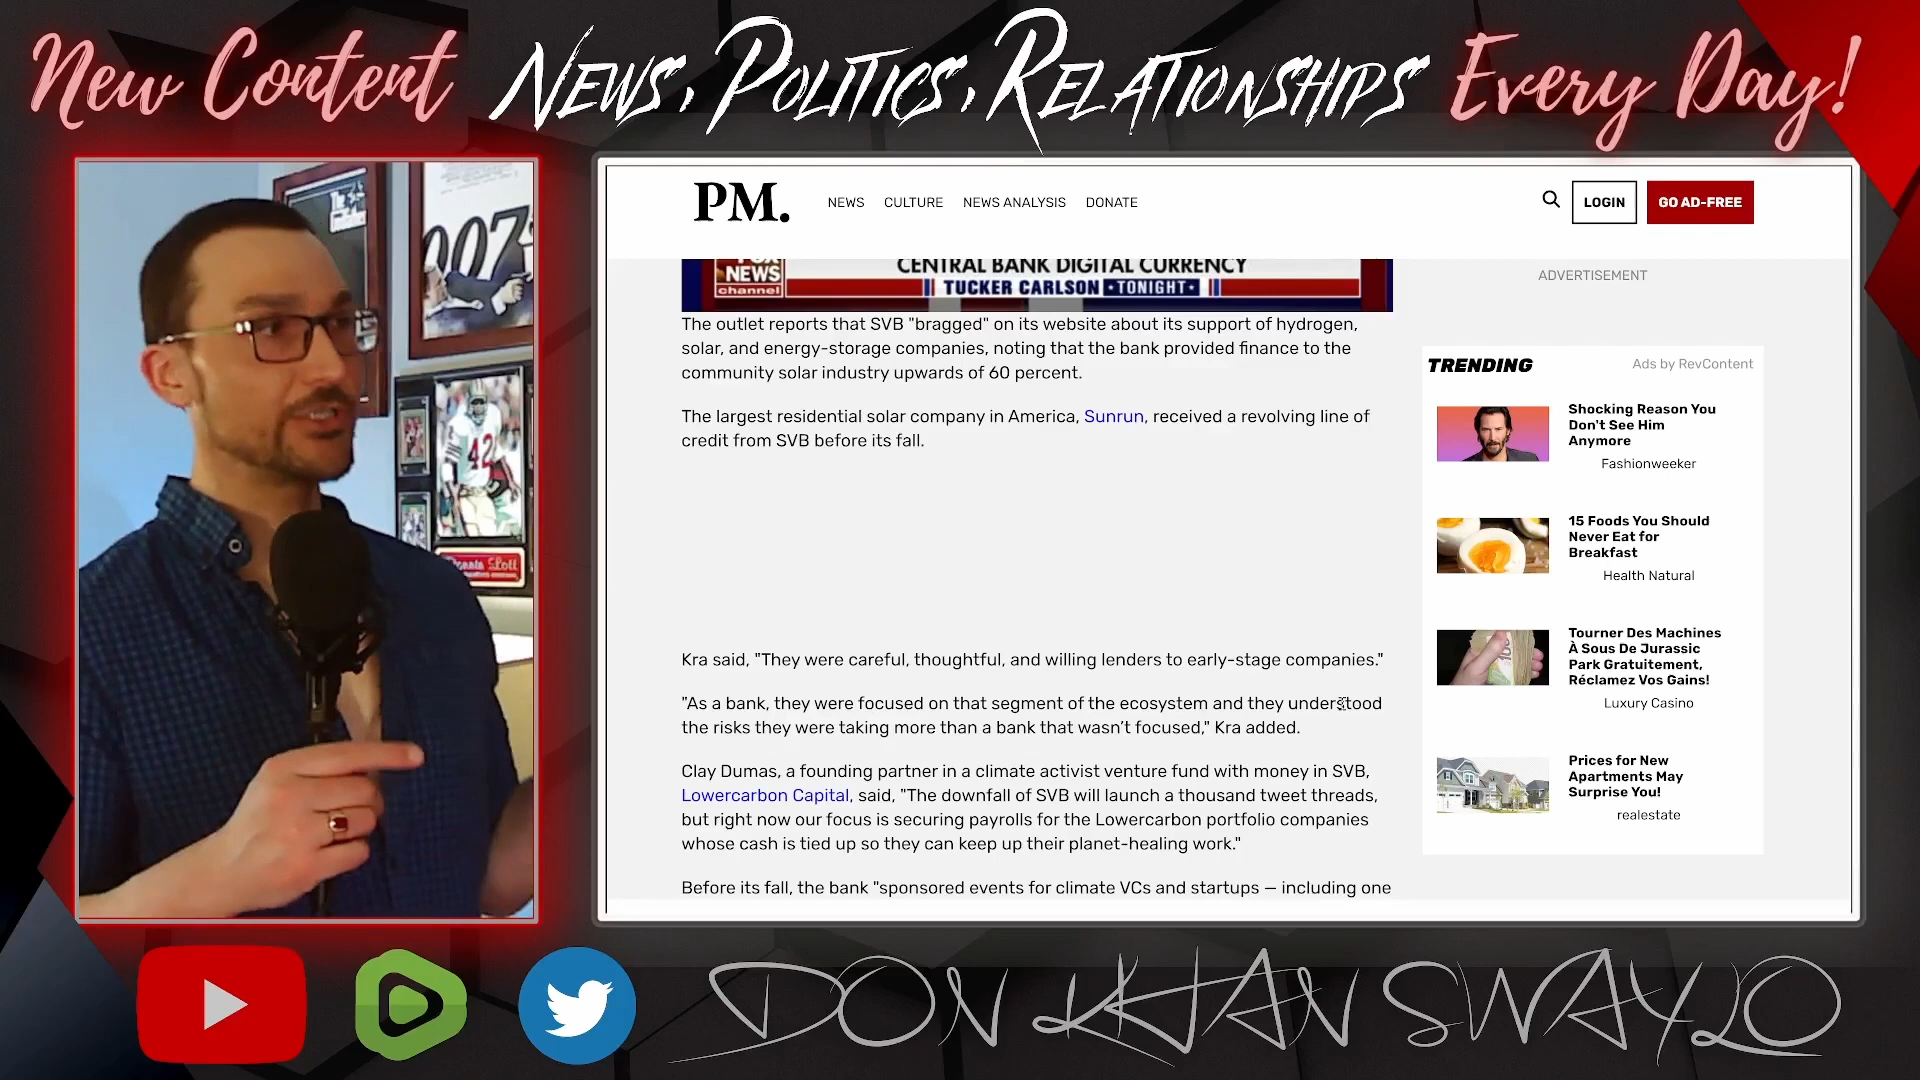 New Content News, Politics, Relationships Every Day!
007
42
PM.
NEWS CULTURE NEWS ANALYSIS DONATE
LOGIN
GO AD-FREE
FOX
NEWS
channel
CENTRAL BANK DIGITAL CURRENCY
TUCKER CARLSON TONIGHT
The outlet reports that SVB "bragged" on its website about its support of hydrogen,
solar, and energy-storage companies, noting that the bank provided finance to the
community solar industry upwards of 60 percent.
The largest residential solar company in America, Sunrun, received a revolving line of
credit from SVB before its fall.
Kra said, "They were careful, thoughtful, and willing lenders to early-stage companies."
"As a bank, they were focused on that segment of the ecosystem and they understood
the risks they were taking more than a bank that wasn't focused," Kra added.
Clay Dumas, a founding partner in a climate activist venture fund with money in SVB,
Lowercarbon Capital, said, "The downfall of SVB will launch a thousand tweet threads,
but right now our focus is securing payrolls for the Lowercarbon portfolio companies
whose cash is tied up so they can keep up their planet-healing work."
Before its fall, the bank "sponsored events for climate VCs and startups — including one
ADVERTISEMENT
TRENDING
Ads by RevContent
Shocking Reason You
Don't See Him
Anymore
Fashionweeker
15 Foods You Should
Never Eat for
Breakfast
Health Natural
Tourner Des Machines
À Sous De Jurassic
Park Gratuitement,
Réclamez Vos Gains!
Luxury Casino
Prices for New
Apartments May
Surprise You!
realestate
DON KHAN SWAYLO